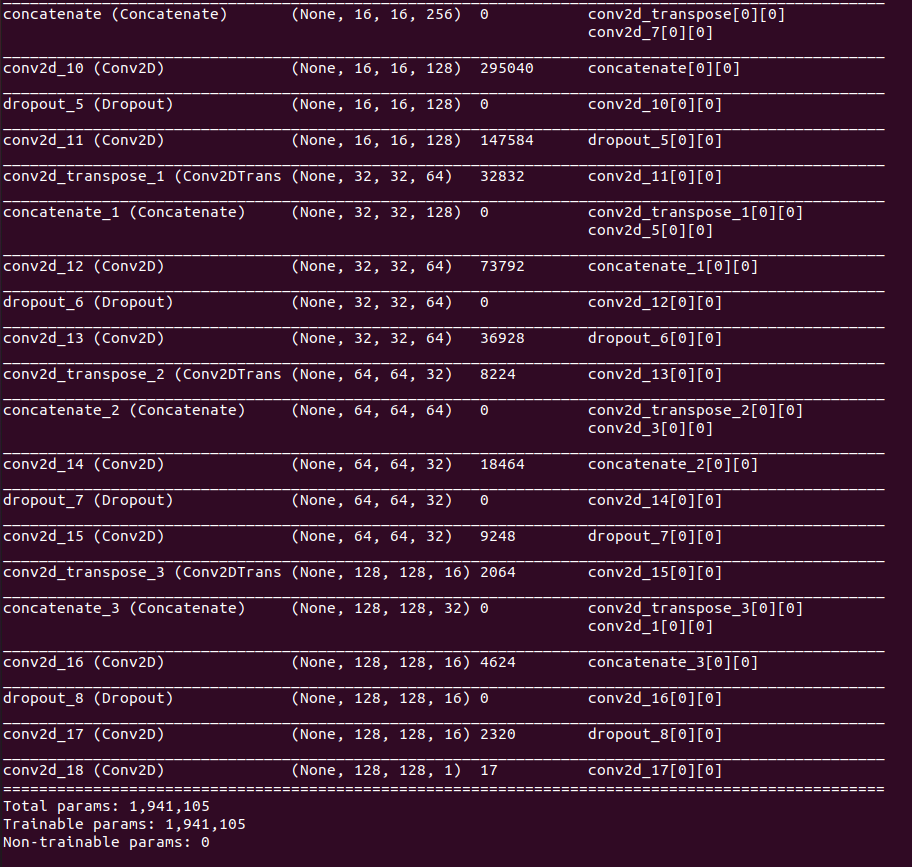 concatenate (Concatenate) (None, 16, 16, 256) 0 conv2d_transpose[0][0]
conv2d_7[0][0]
conv2d_10 (Conv2D) (None, 16, 16, 128) 295040 concatenate[0][0]
dropout_5 (Dropout) (None, 16, 16, 128) 0 conv2d_10[0][0]
conv2d_11 (Conv2D) (None, 16, 16, 128) 147584 dropout_5[0][0]
conv2d_transpose_1 (Conv2DTrans (None, 32, 32, 64) 32832 conv2d_11[0][0]
concatenate_1 (Concatenate) (None, 32, 32, 128) 0 conv2d_transpose_1[0][0]
conv2d_5[0][0]
conv2d_12 (Conv2D) (None, 32, 32, 64) 73792 concatenate_1[0][0]
dropout_6 (Dropout) (None, 32, 32, 64) 0 conv2d_12[0][0]
conv2d_13 (Conv2D) (None, 32, 32, 64) 36928 dropout_6[0][0]
conv2d_transpose_2 (Conv2DTrans (None, 64, 64, 32) 8224 conv2d_13[0][0]
concatenate_2 (Concatenate) (None, 64, 64, 64) 0 conv2d_transpose_2[0][0]
conv2d_3[0][0]
conv2d_14 (Conv2D) (None, 64, 64, 32) 18464 concatenate_2[0][0]
dropout_7 (Dropout) (None, 64, 64, 32) 0 conv2d_14[0][0]
conv2d_15 (Conv2D) (None, 64, 64, 32) 9248 dropout_7[0][0]
conv2d_transpose_3 (Conv2DTrans (None, 128, 128, 16) 2064 conv2d_15[0][0]
concatenate_3 (Concatenate) (None, 128, 128, 32) 0 conv2d_transpose_3[0][0]
conv2d_1[0][0]
conv2d_16 (Conv2D) (None, 128, 128, 16) 4624 concatenate_3[0][0]
dropout_8 (Dropout) (None, 128, 128, 16) 0 conv2d_16[0][0]
conv2d_17 (Conv2D) (None, 128, 128, 16) 2320 dropout_8[0][0]
conv2d_18 (Conv2D) (None, 128, 128, 1) 17 conv2d_17[0][0]
Total params: 1,941,105
Trainable params: 1,941,105
Non-trainable params: 0